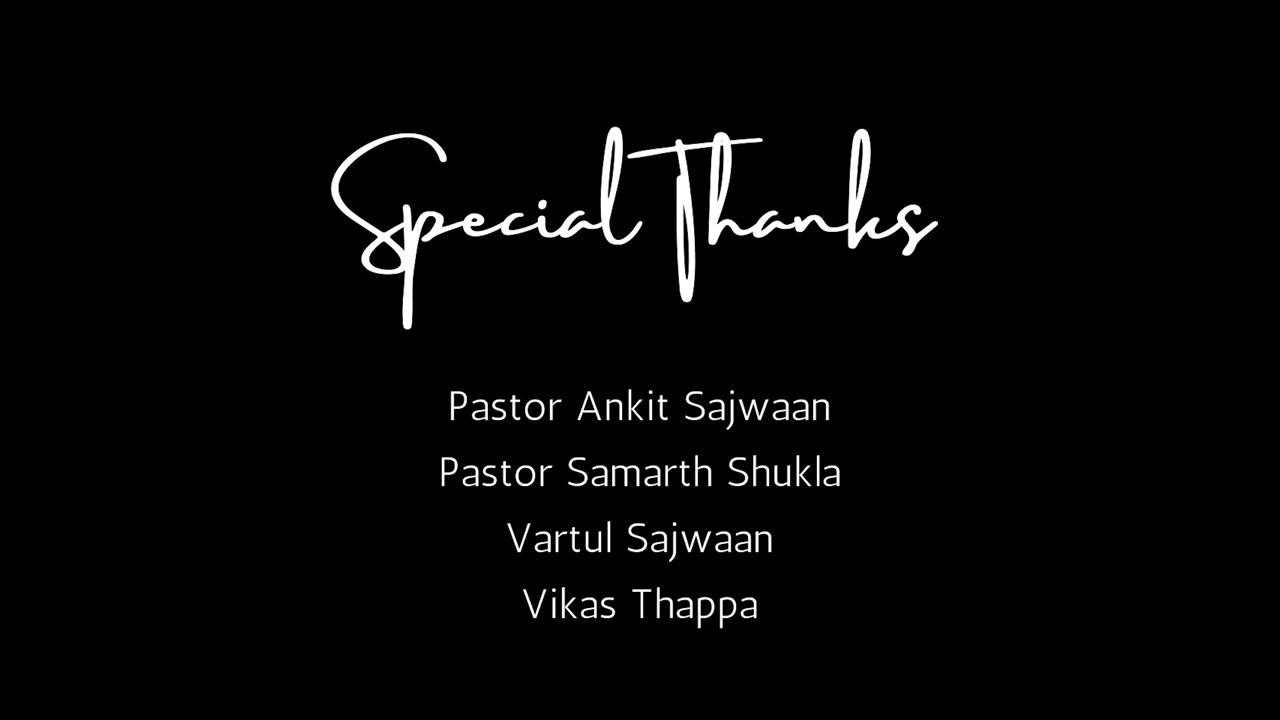 Special Thanks
Pastor Ankit Sajwaan
Pastor Samarth Shukla
Vartul Sajwaan
Vikas Thappa